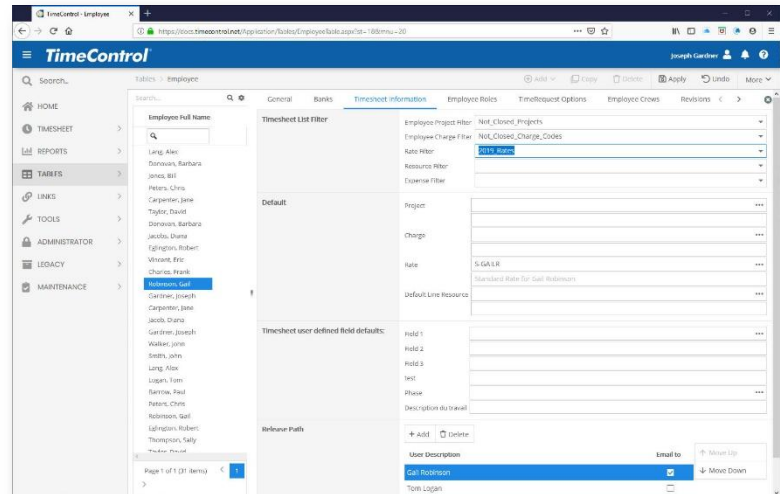 TimeControl - Employee
https://docs.timecontrol.net/Application/Tables/EmployeeTable.aspx?st=18&mnu=20
TimeControl
Joseph Gardner
Search...
Tables > Employee
Add
Copy
Delete
Apply
Undo
More
HOME
TIMESHEET
REPORTS
TABLES
LINKS
TOOLS
ADMINISTRATOR
LEGACY
MAINTENANCE
Search...
Employee Full Name
Lang, Alec
Donovan, Barbara
Jones, Bill
Peters, Chris
Carpenter, Jane
Taylor, David
Donovan, Barbara
Jacobs, Diana
Eglington, Robert
Vincent, Eric
Charles, Frank
Robinson, Gail
Gardner, Joseph
Carpenter, Jane
Jacob, Diana
Gardner, Joseph
Walker, John
Smith, John
Lang, Alex
Logan, Tom
Barrow, Paul
Peters, Chris
Robinson, Gail
Eglington, Robert
Thompson, Sally
Taylor, David
Page 1 of 1 (31 items)
1
General Banks Timesheet Information Employee Roles TimeRequest Options Employee Crews Revisions
Timesheet List Filter
Employee Project Filter Not_Closed_Projects
Employee Charge Filter Not_Closed_Charge_Codes
Rate Filter 2019_Rates
Resource Filter
Expense Filter
Default
Project
Charge
Rate S-GAILR
Standard Rate for Gail Robinson
Default Line Resource
Timesheet user defined field defaults:
Field 1
Field 2
Field 3
test
Phase
Description du travail
Release Path
+ Add Delete
User Description Email to
Gail Robinson
Tom Logan
Move Up
Move Down